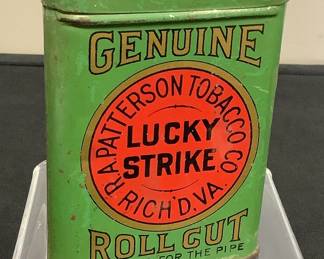 GENUINE
R.A. PATTERSON TOBACCO CO.
LUCKY
STRIKE
RICH'D. VA.
ROLL CUT
FOR THE PIPE